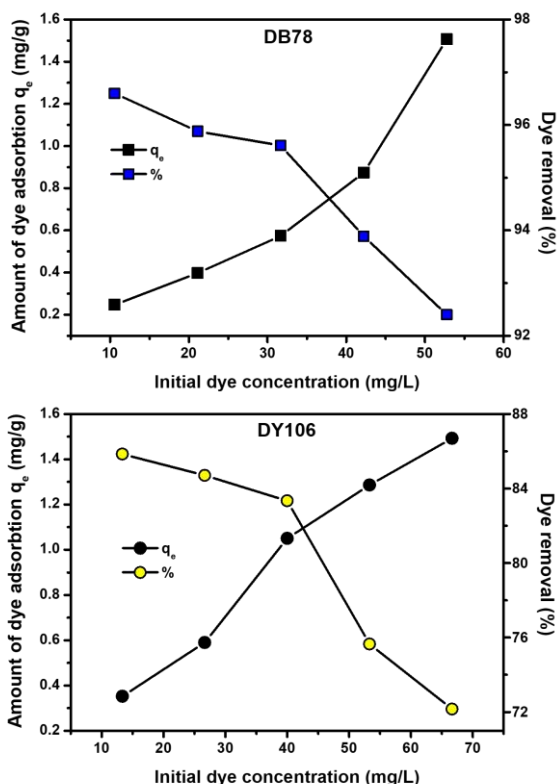 DB78
Amount of dye adsorbtion qe (mg/g)
1.6
1.4
1.2
1.0
0.8
0.6
0.4
0.2
qe
%
98
96
94
92
Dye removal (%)
10 20 30 40 50 60
Initial dye concentration (mg/L)
DY106
Amount of dye adsorbtion qe (mg/g)
1.6
1.4
1.2
1.0
0.8
0.6
0.4
0.2
qe
%
88
84
80
76
72
Dye removal (%)
10 20 30 40 50 60 70
Initial dye concentration (mg/L)